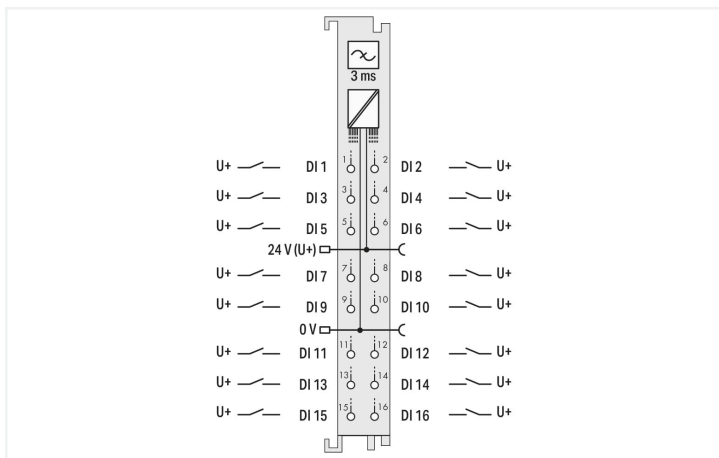 3 ms
U+ DI 1 1 2 DI 2 U+
U+ DI 3 3 4 DI 4 U+
U+ DI 5 5 6 DI 6 U+
24 V (U+)
U+ DI 7 7 8 DI 8 U+
U+ DI 9 9 10 DI 10 U+
0 V
U+ DI 11 11 12 DI 12 U+
U+ DI 13 13 14 DI 14 U+
U+ DI 15 15 16 DI 16 U+